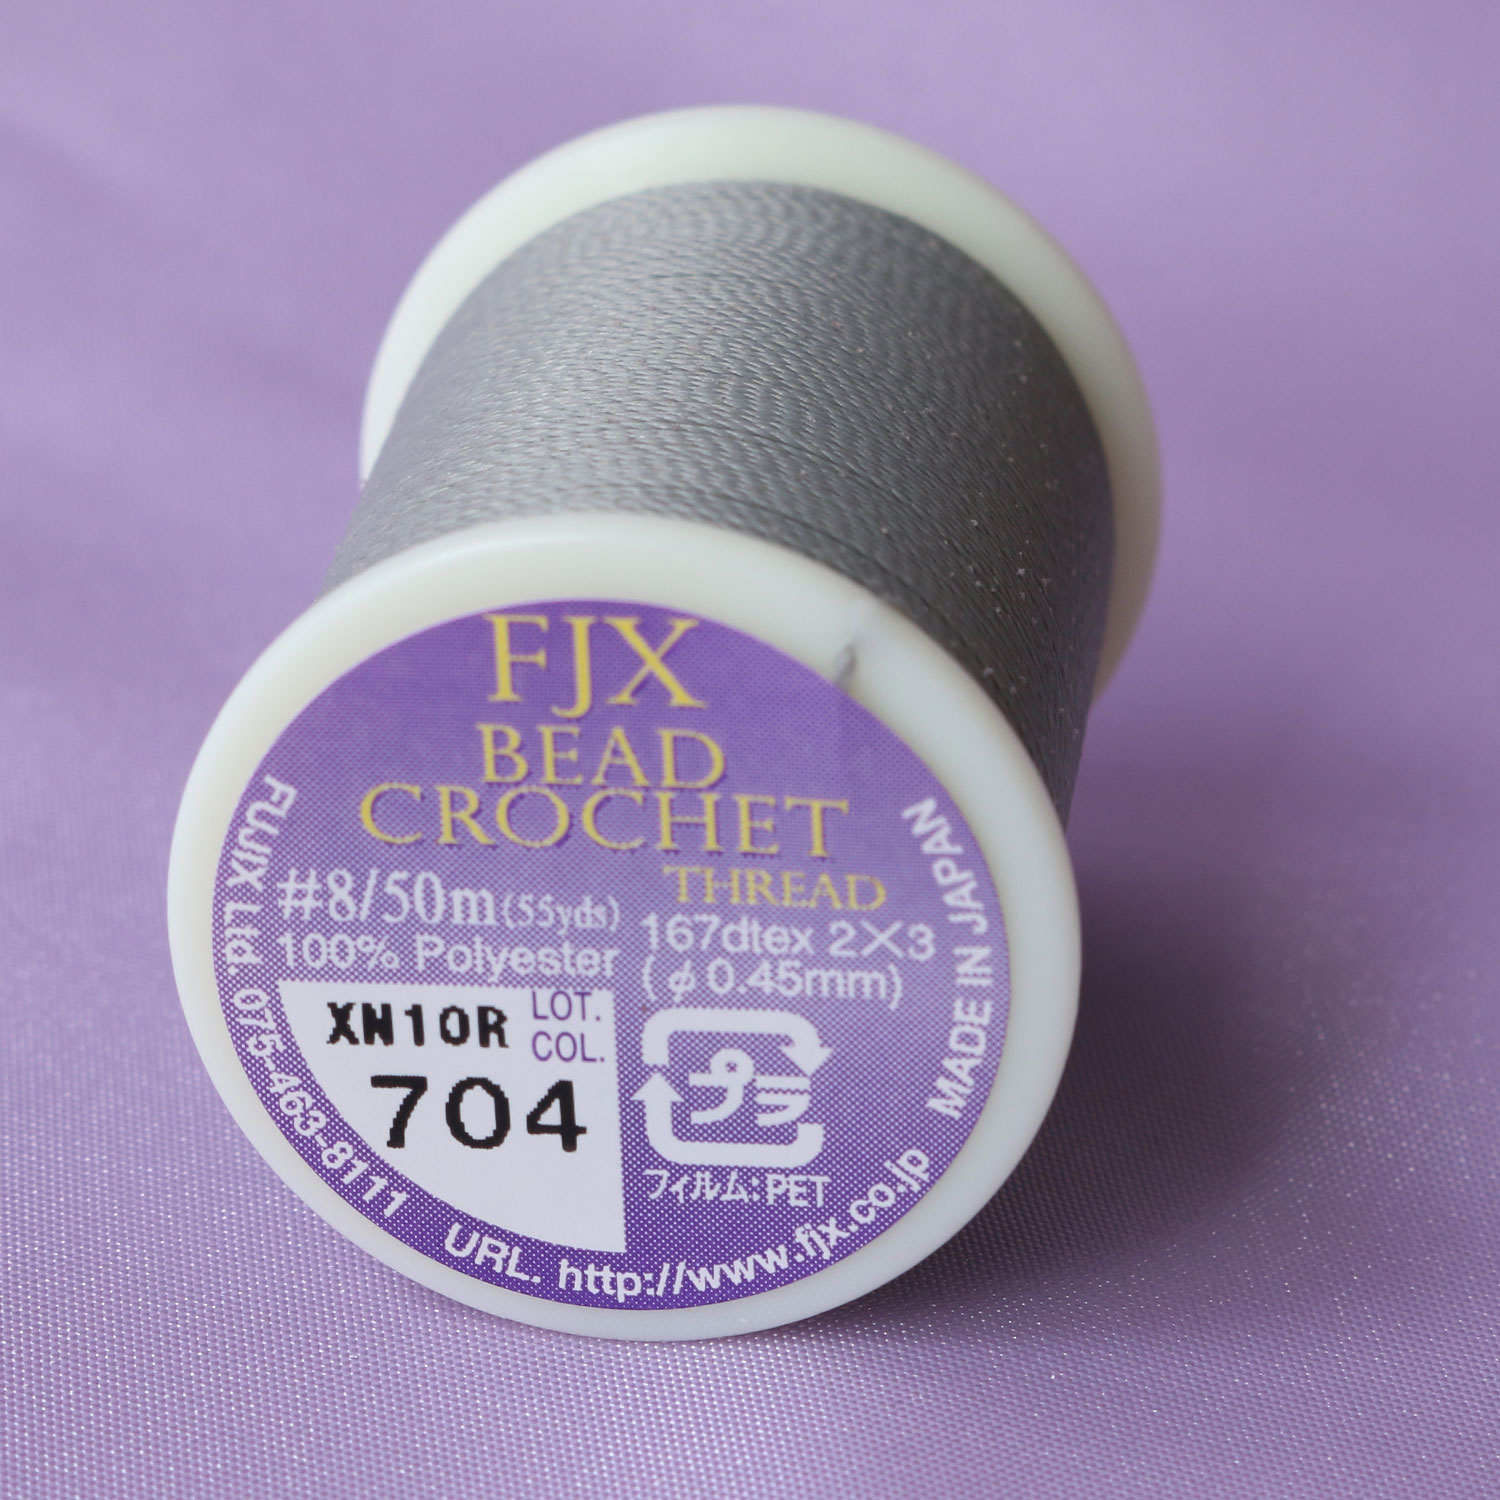 FJX
BEAD
CROCHET
THREAD
#8/50m(55yds)
100% Polyester
167dtex 2×3
(φ0.45mm)
XN10R LOT.
COL.
704
プラ
フィルム:PET
FUJIX Ltd. 075-463-8111
URL. http://www.fjx.co.jp
MADE IN JAPAN